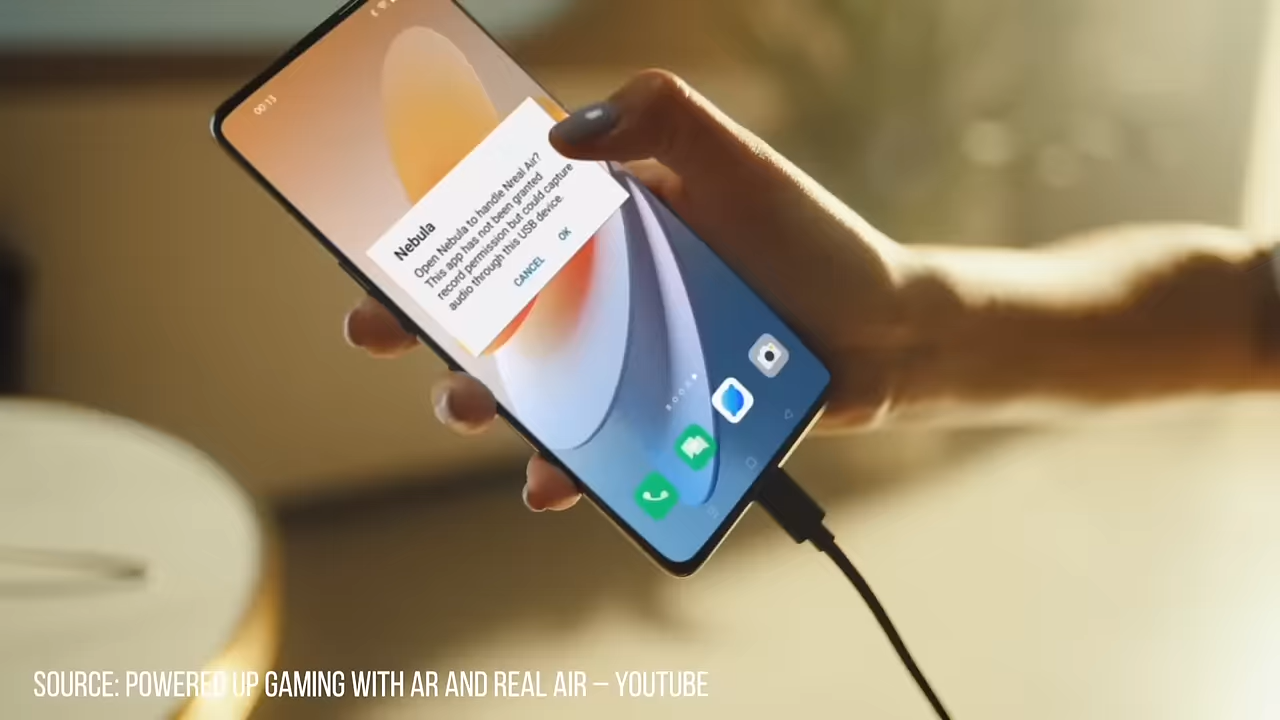 00:13
Nebula
Open Nebula to handle Nreal Air?
This app has not been granted
record permission but could capture
audio through this USB device.
CANCEL OK
SOURCE: POWERED UP GAMING WITH AR AND REAL AIR – YOUTUBE